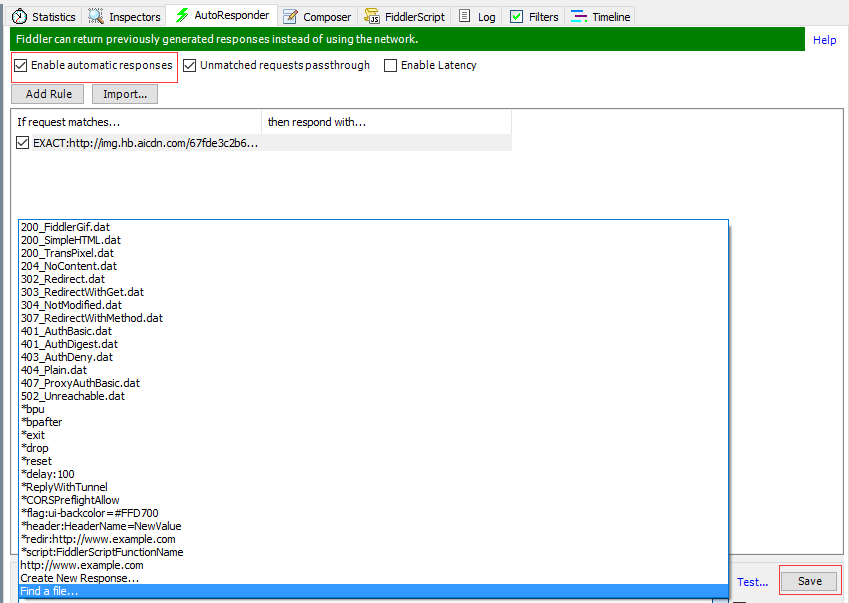 Statistics Inspectors AutoResponder Composer FiddlerScript Log Filters Timeline
Fiddler can return previously generated responses instead of using the network. Help
Enable automatic responses Unmatched requests passthrough Enable Latency
Add Rule Import...
If request matches... then respond with...
EXACT:http://img.hb.aicdn.com/67fde3c2b6...
200_FiddlerGif.dat
200_SimpleHTML.dat
200_TransPixel.dat
204_NoContent.dat
302_Redirect.dat
303_RedirectWithGet.dat
304_NotModified.dat
307_RedirectWithMethod.dat
401_AuthBasic.dat
401_AuthDigest.dat
403_AuthDeny.dat
404_Plain.dat
407_ProxyAuthBasic.dat
502_Unreachable.dat
*bpu
*bpafter
*exit
*drop
*reset
*delay:100
*ReplyWithTunnel
*CORSPreflightAllow
*flag:ui-backcolor=#FFD700
*header:HeaderName=NewValue
*redir:http://www.example.com
*script:FiddlerScriptFunctionName
http://www.example.com
Create New Response...
Find a file...
Test... Save